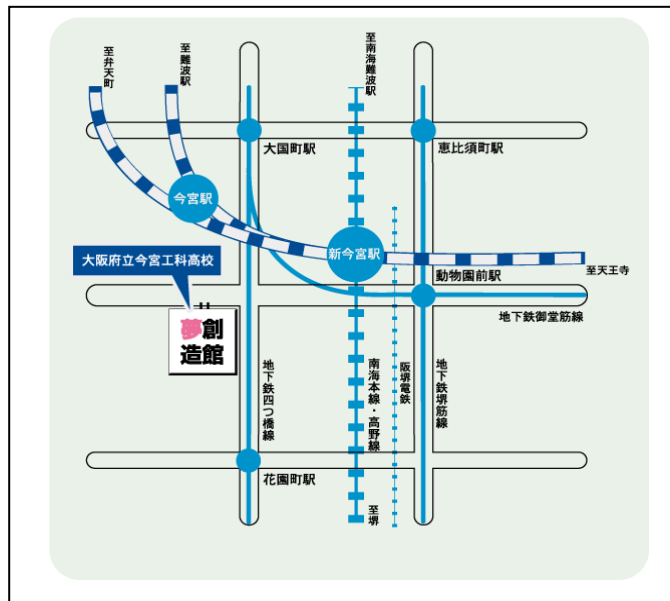 至弁天町
至難波駅
至南海難波駅
大国町駅
恵比須町駅
今宮駅
新今宮駅
大阪府立今宮工科高校
至天王寺
動物園前駅
地下鉄御堂筋線
夢創
造館
地下鉄四つ橋線
南海本線・高野線
阪堺電鉄
地下鉄堺筋線
花園町駅
至堺